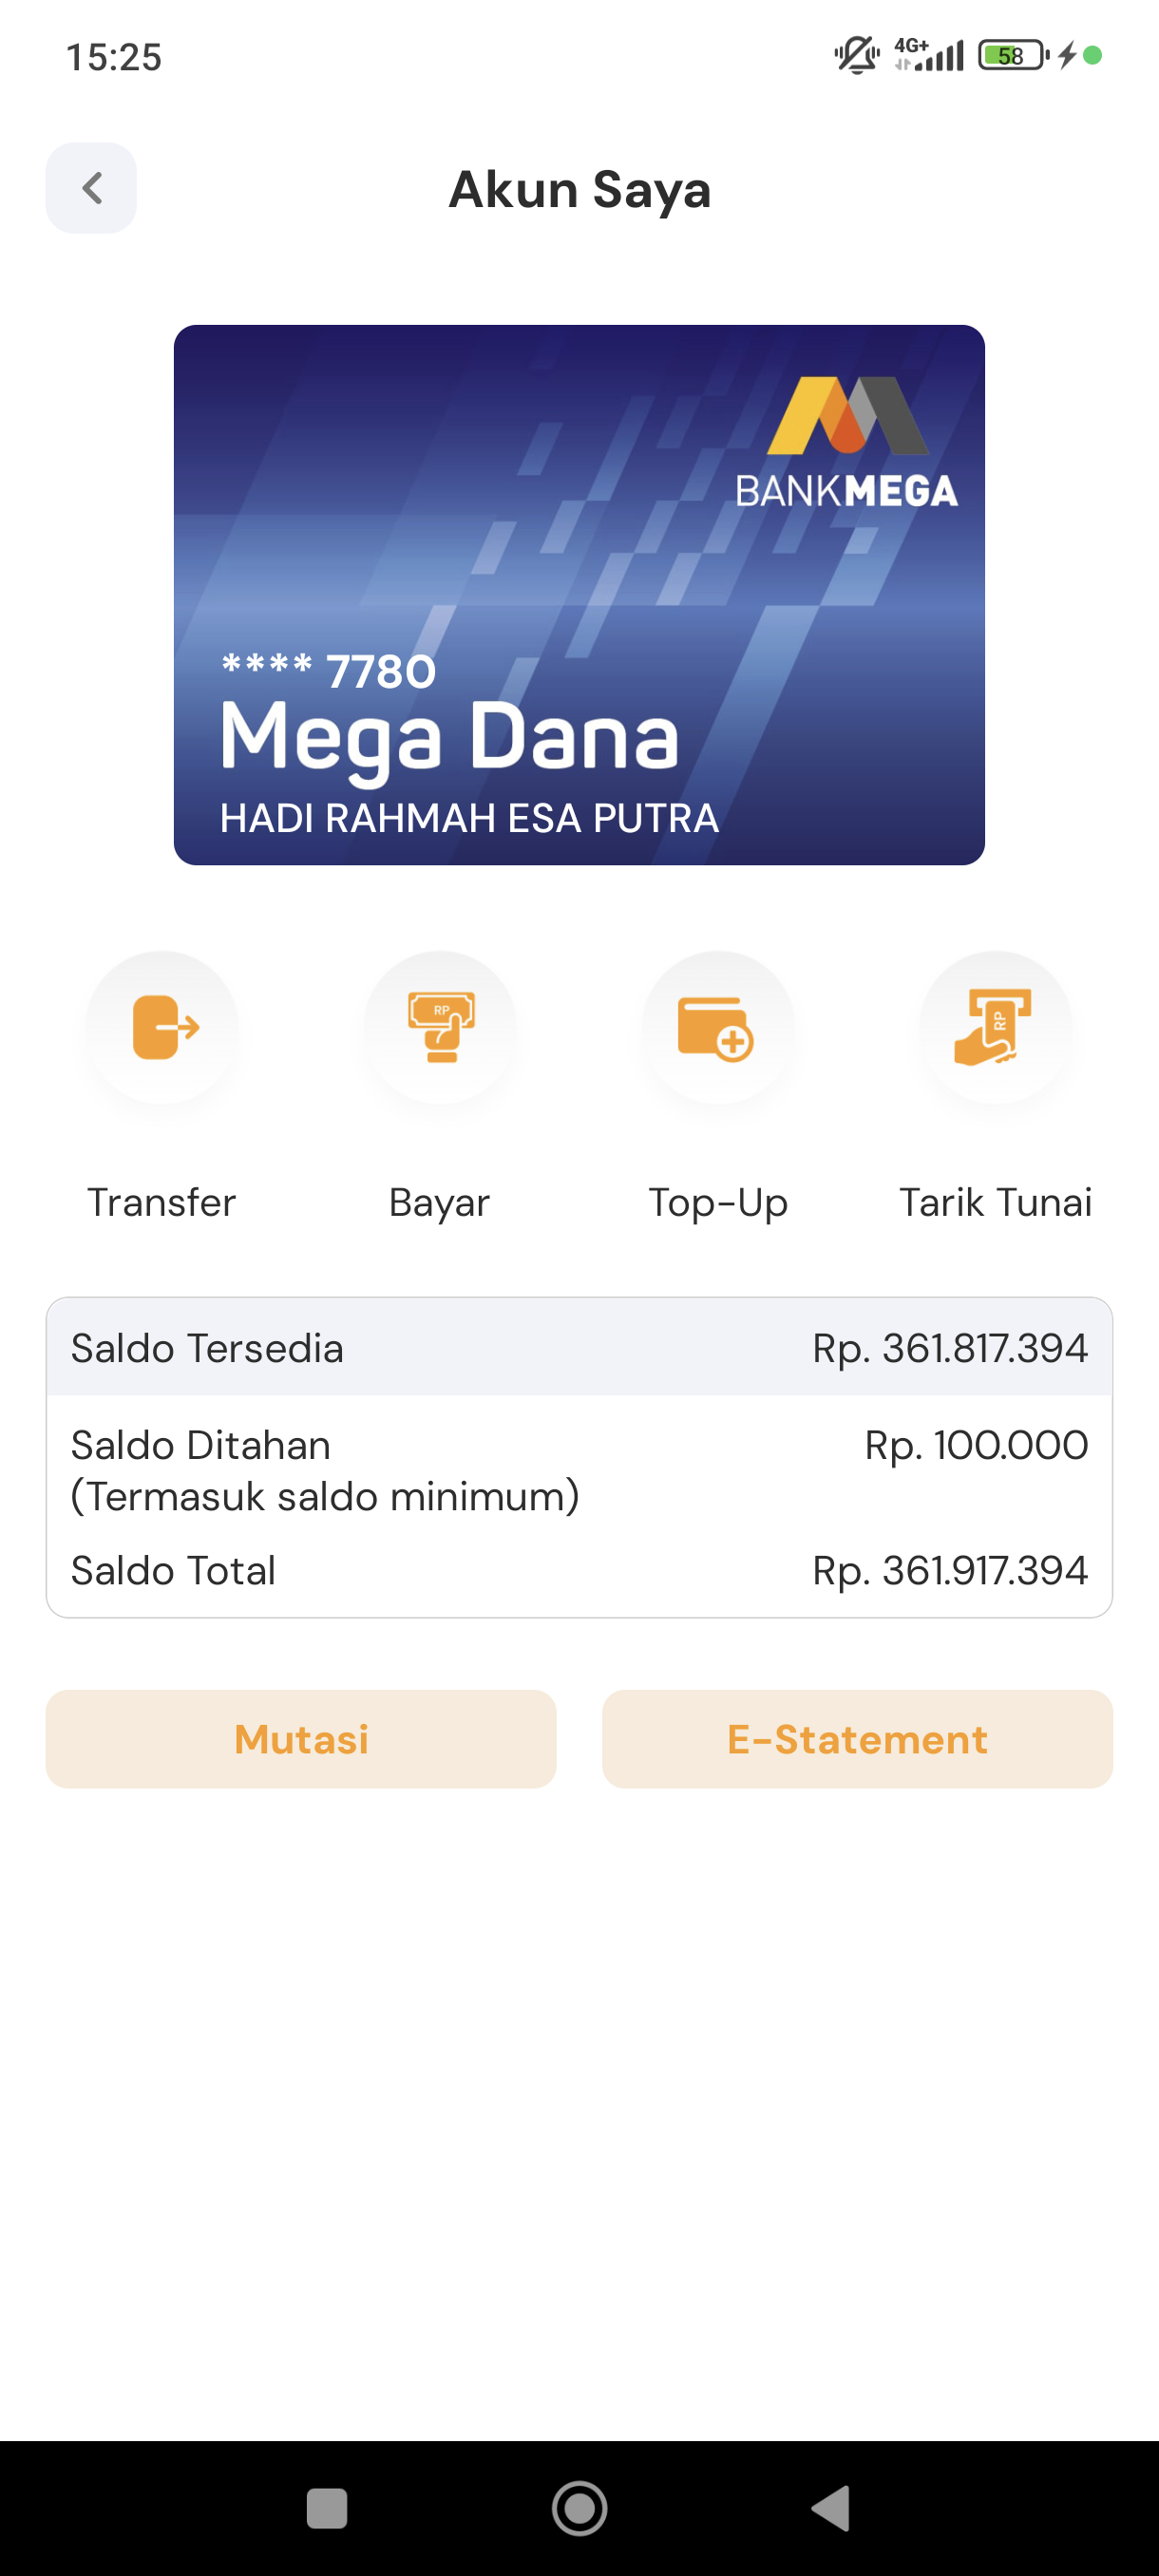 15:25
4G+
58
Akun Saya
BANKMEGA
**** 7780
Mega Dana
HADI RAHMAH ESA PUTRA
RP
RP
Transfer
Bayar
Top-Up
Tarik Tunai
Saldo Tersedia Rp. 361.817.394
Saldo Ditahan Rp. 100.000
(Termasuk saldo minimum)
Saldo Total Rp. 361.917.394
Mutasi
E-Statement